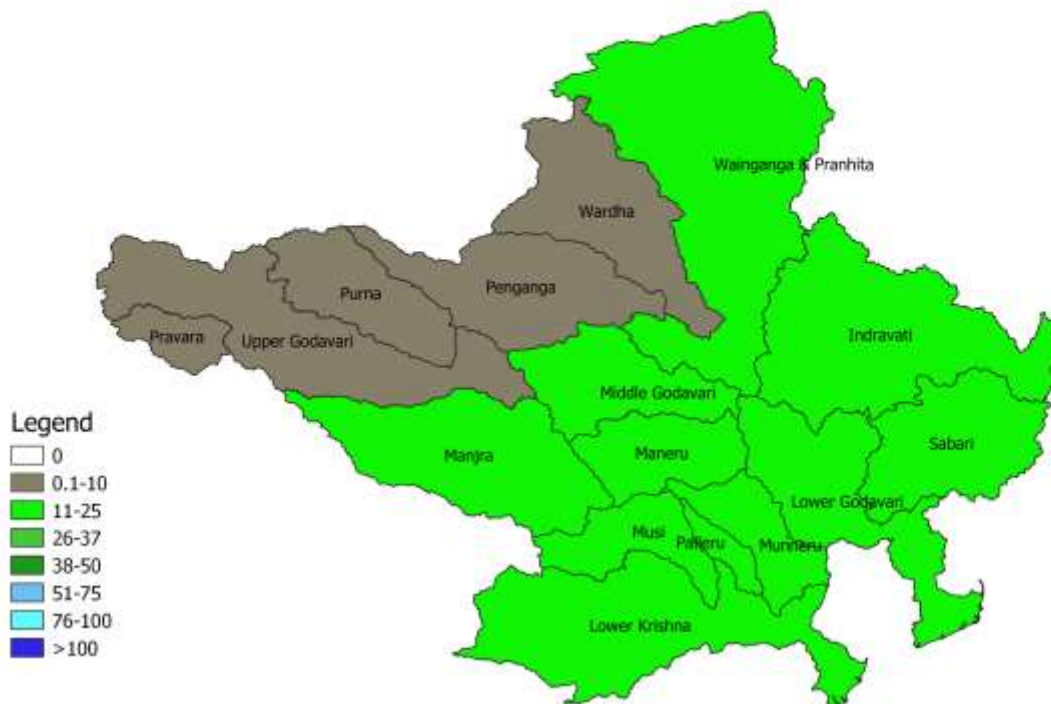 Wainganga & Pranhita
Wardha
Penganga
Purna
Pravara
Upper Godavari
Indravati
Middle Godavari
Sabari
Manjra
Maneru
Lower Godavari
Musi
Palleru
Munneru
Lower Krishna
Legend
0
0.1-10
11-25
26-37
38-50
51-75
76-100
>100